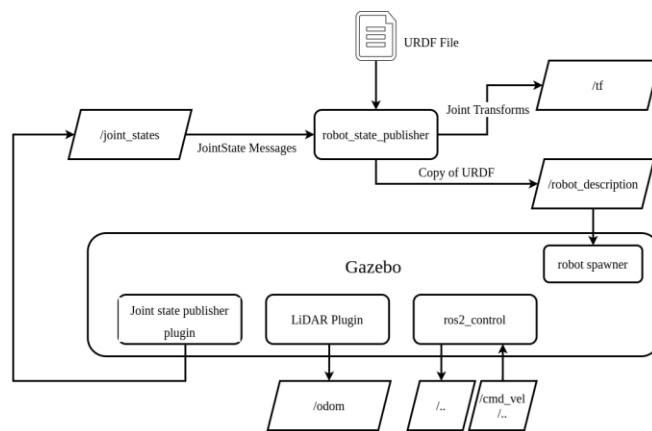 URDF File
/tf
Joint Transforms
/joint_states
robot_state_publisher
JointState Messages
Copy of URDF
/robot_description
Gazebo
robot spawner
Joint state publisher
plugin
LiDAR Plugin
ros2_control
/odom
/..
/cmd_vel
/..